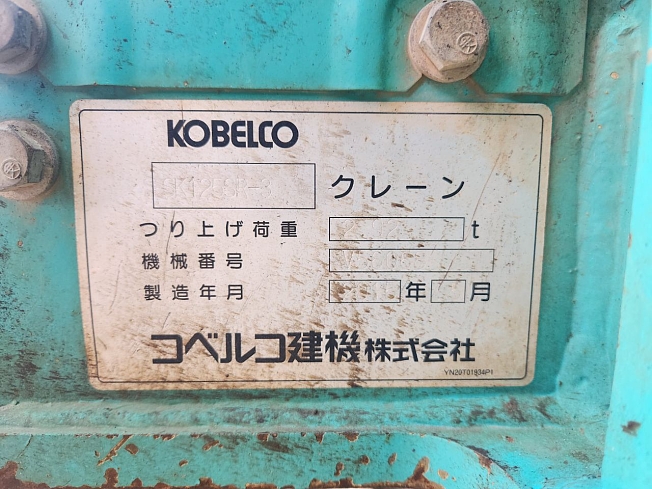 KOBELCO
クレーン
つり上げ荷重 t
機械番号
製造年月 年 月
コベルコ建機株式会社
YN20T01934P1